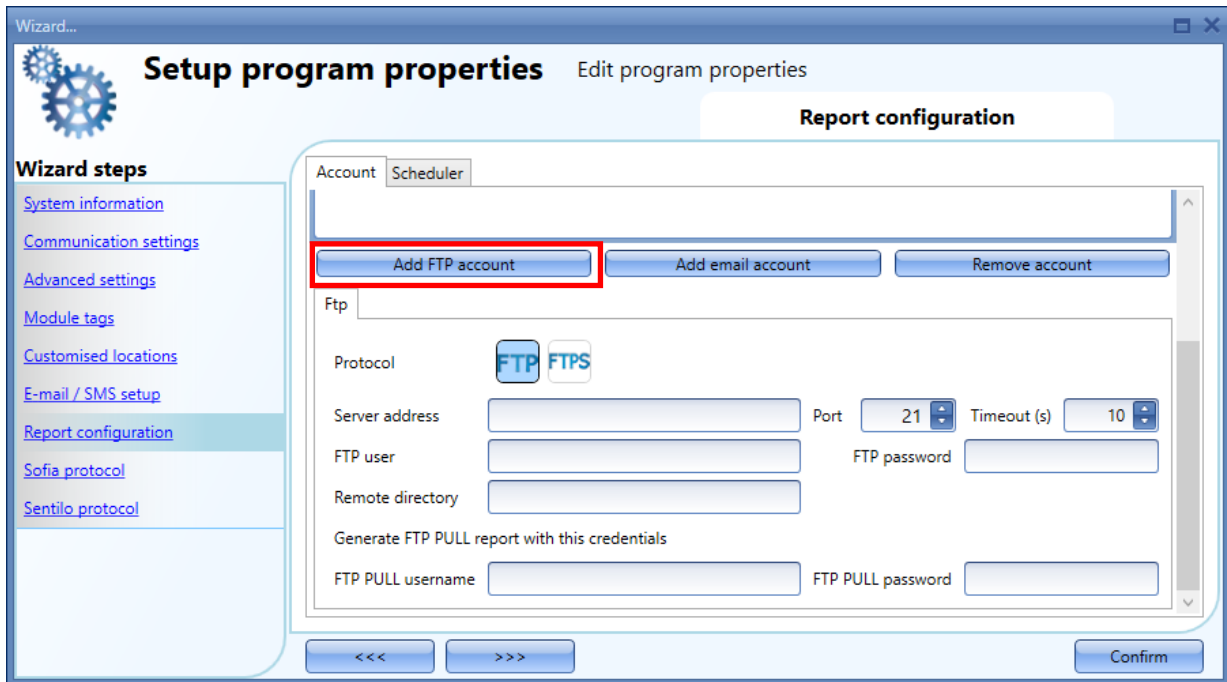 Wizard...
Setup program properties Edit program properties
Report configuration
Wizard steps
System information
Communication settings
Advanced settings
Module tags
Customised locations
E-mail / SMS setup
Report configuration
Sofia protocol
Sentilo protocol
Account Scheduler
Add FTP account Add email account Remove account
Ftp
Protocol FTP FTPS
Server address Port 21 Timeout (s) 10
FTP user FTP password
Remote directory
Generate FTP PULL report with this credentials
FTP PULL username FTP PULL password
<<< >>> Confirm